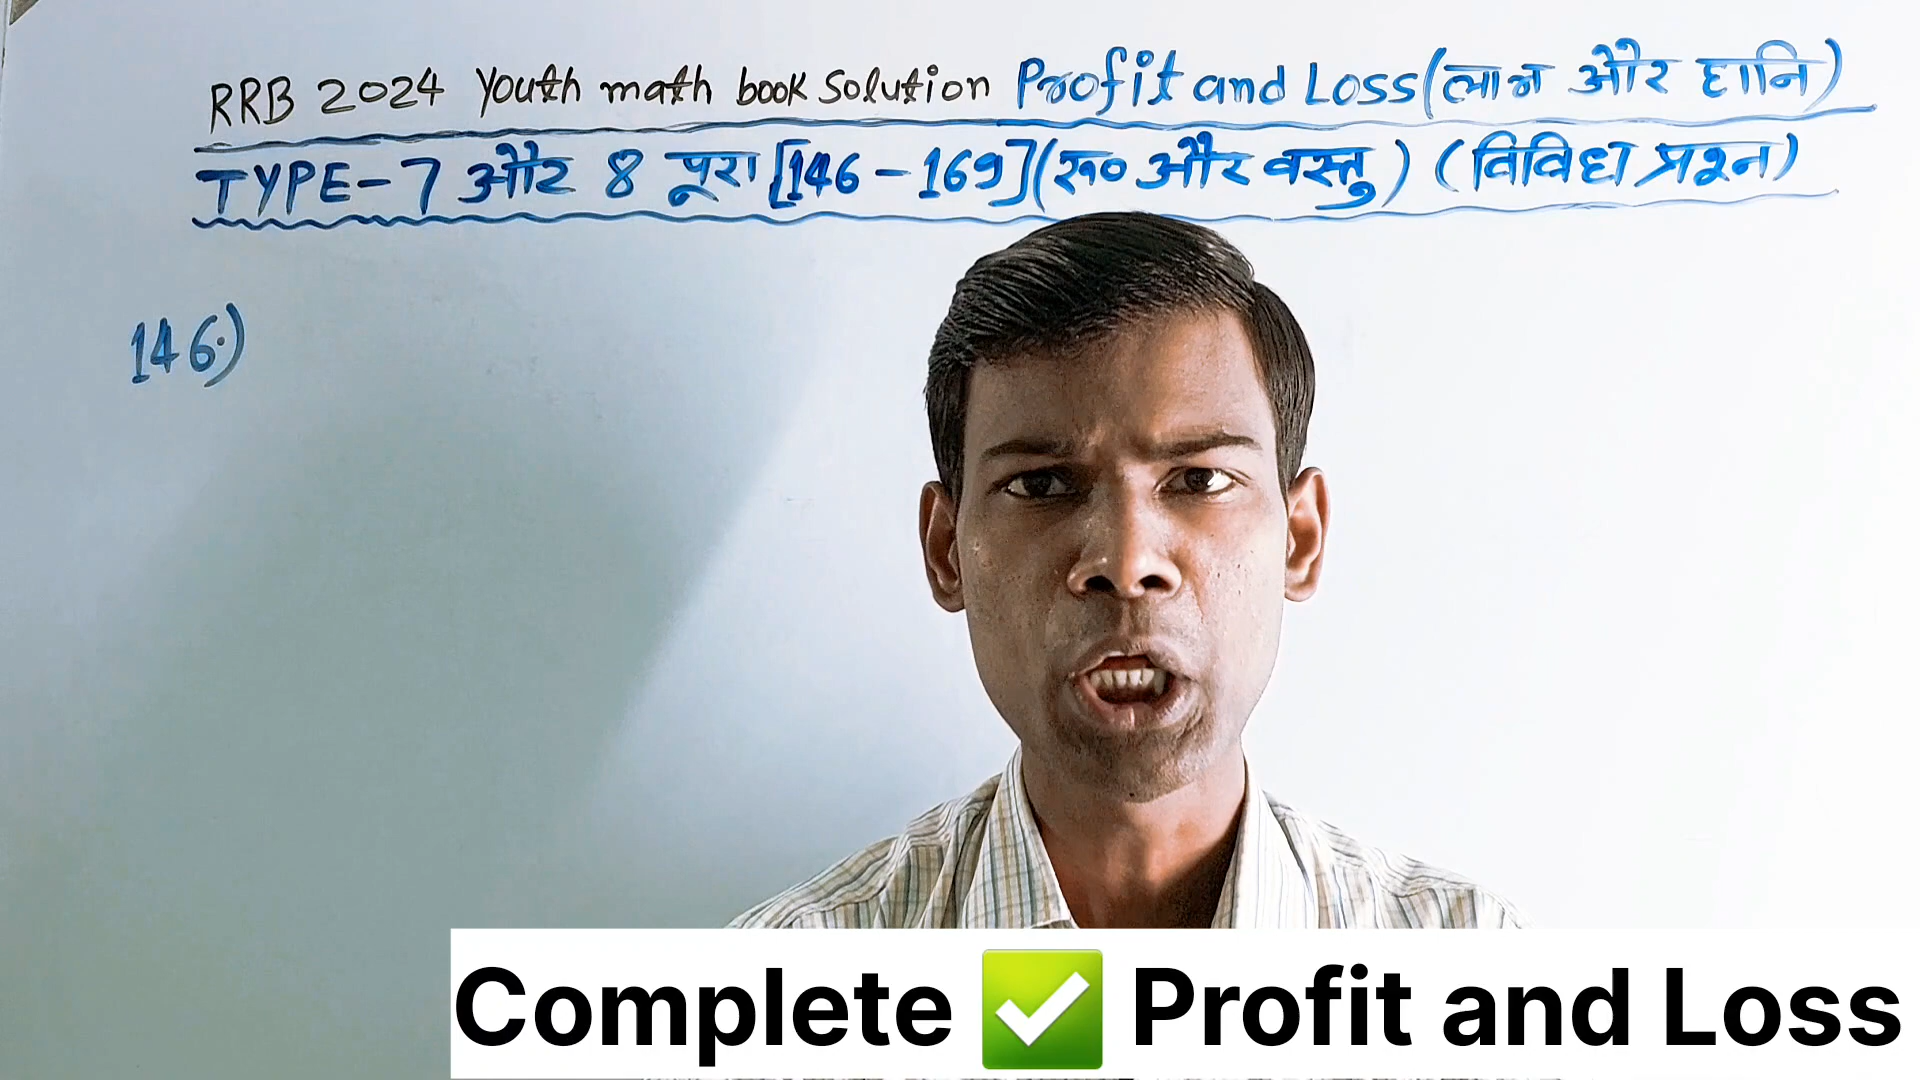 RRB 2024 Youth math book Solution Profit and Loss (लाभ और हानि)
TYPE-7 और 8 पूरा [146-169] (रू० और वस्तु) (विविध प्रश्न)
146.)
Complete ✅ Profit and Loss